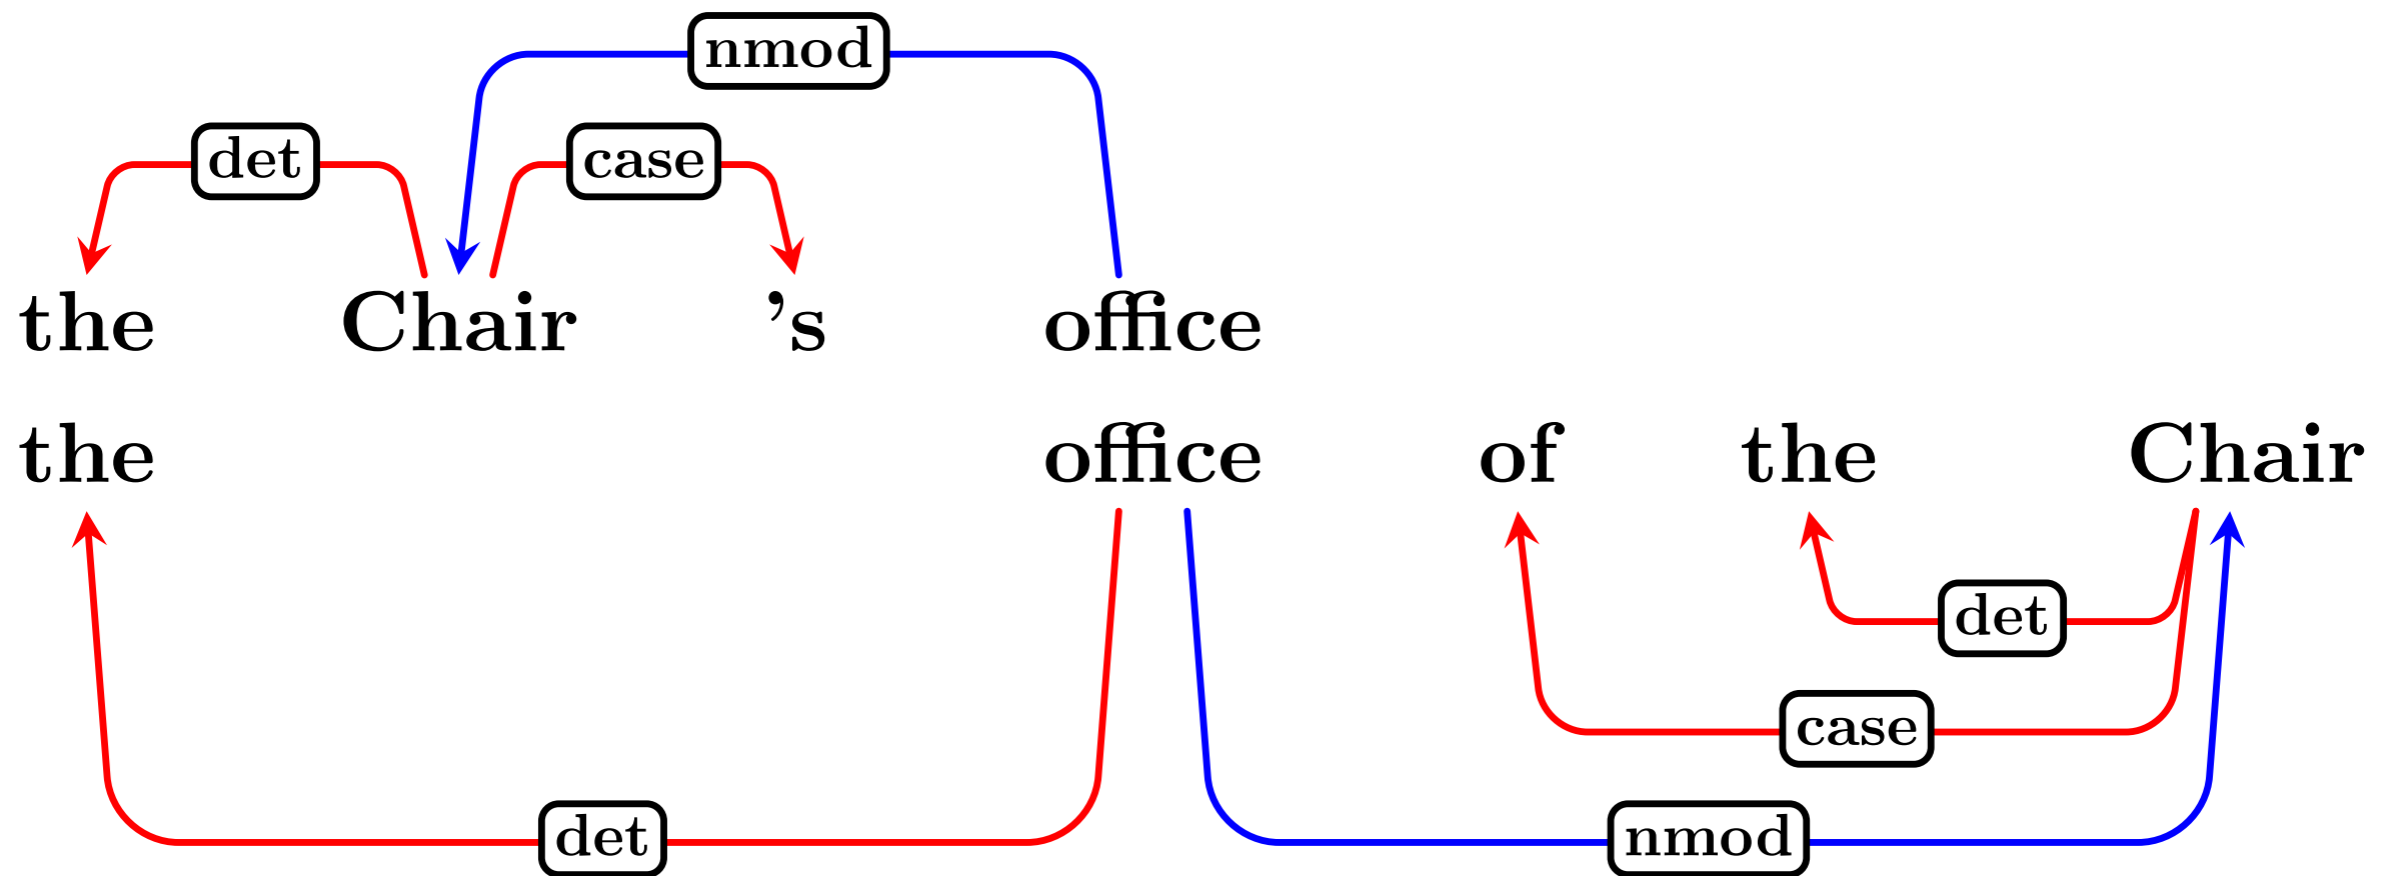 nmod
det case
the Chair 's office
the office of the Chair
det
case
det nmod